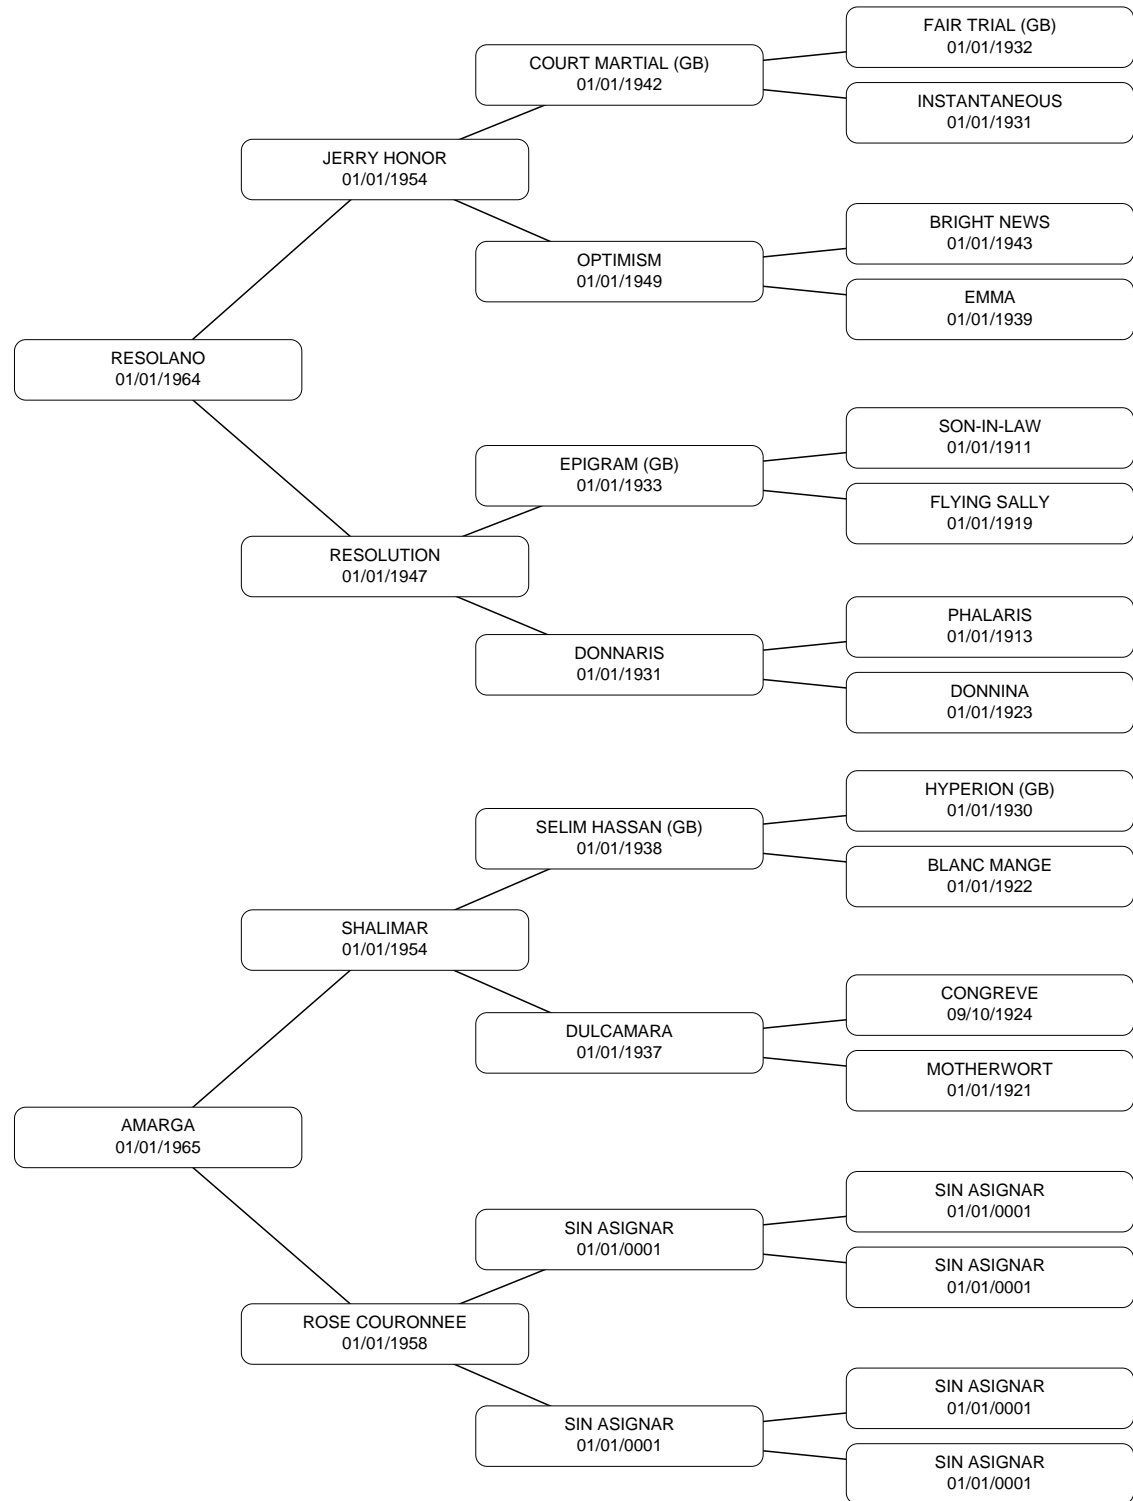 FAIR TRIAL (GB)
01/01/1932
COURT MARTIAL (GB)
01/01/1942
INSTANTANEOUS
01/01/1931
JERRY HONOR
01/01/1954
BRIGHT NEWS
01/01/1943
OPTIMISM
01/01/1949
EMMA
01/01/1939
RESOLANO
01/01/1964
SON-IN-LAW
01/01/1911
EPIGRAM (GB)
01/01/1933
FLYING SALLY
01/01/1919
RESOLUTION
01/01/1947
PHALARIS
01/01/1913
DONNARIS
01/01/1931
DONNINA
01/01/1923
HYPERION (GB)
01/01/1930
SELIM HASSAN (GB)
01/01/1938
BLANC MANGE
01/01/1922
SHALIMAR
01/01/1954
CONGREVE
09/10/1924
DULCAMARA
01/01/1937
MOTHERWORT
01/01/1921
AMARGA
01/01/1965
SIN ASIGNAR
01/01/0001
SIN ASIGNAR
01/01/0001
SIN ASIGNAR
01/01/0001
ROSE COURONNEE
01/01/1958
SIN ASIGNAR
01/01/0001
SIN ASIGNAR
01/01/0001
SIN ASIGNAR
01/01/0001